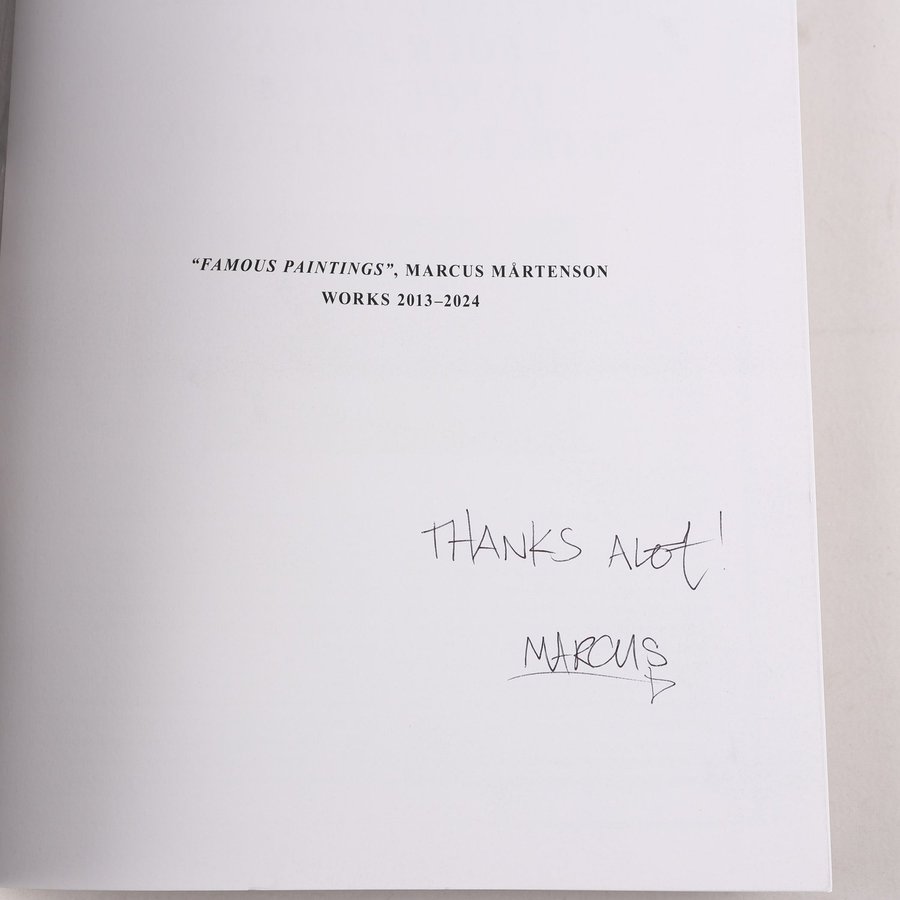 “FAMOUS PAINTINGS”, MARCUS MÅRTENSON
WORKS 2013–2024
THANKS ALot!
MARCUS